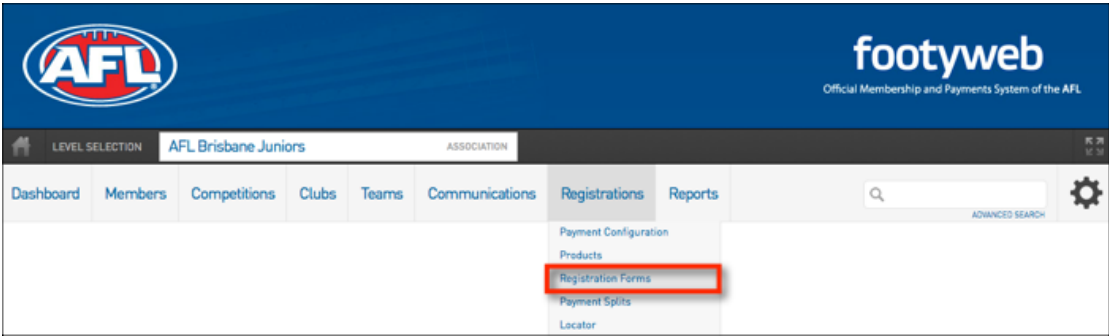 AFL
footyweb
Official Membership and Payments System of the AFL
LEVEL SELECTION AFL Brisbane Juniors ASSOCIATION
Dashboard Members Competitions Clubs Teams Communications Registrations Reports
ADVANCED SEARCH
Payment Configuration
Products
Registration Forms
Payment Splits
Locator